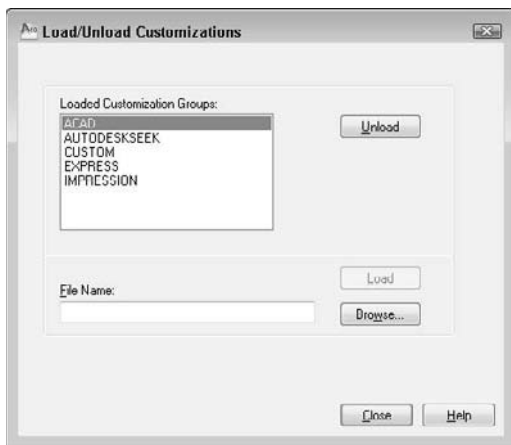 Load/Unload Customizations
Loaded Customization Groups:
ACAD
AUTODESKSEEK
CUSTOM
EXPRESS
IMPRESSION
Unload
Load
File Name:
Browse...
Close
Help